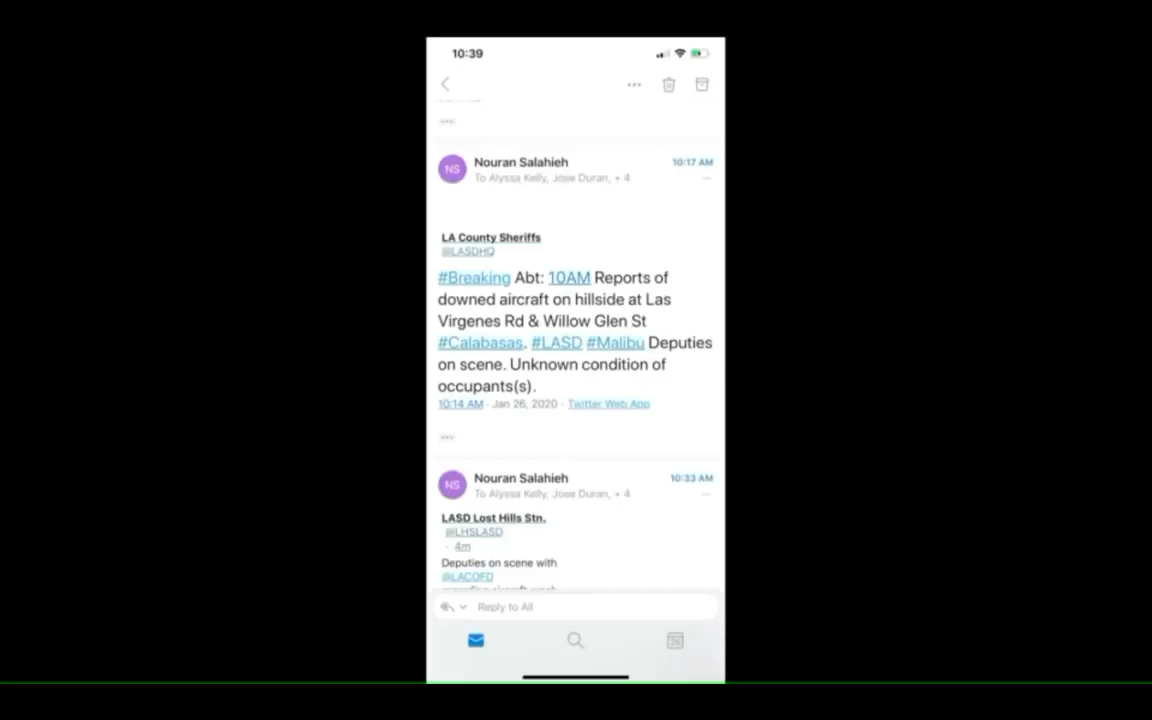 10:39
NS
Nouran Salahieh
10:17 AM
To Alyssa Kelly, Jose Duran, + 4
LA County Sheriffs
@LASDHQ
#Breaking Abt: 10AM Reports of
downed aircraft on hillside at Las
Virgenes Rd & Willow Glen St
#Calabasas. #LASD #Malibu Deputies
on scene. Unknown condition of
occupants(s).
10:14 AM · Jan 26, 2020 · Twitter Web App
NS
Nouran Salahieh
10:33 AM
To Alyssa Kelly, Jose Duran, + 4
LASD Lost Hills Stn.
@LHSLASD
· 4m
Deputies on scene with
@LACOFD
Reply to All